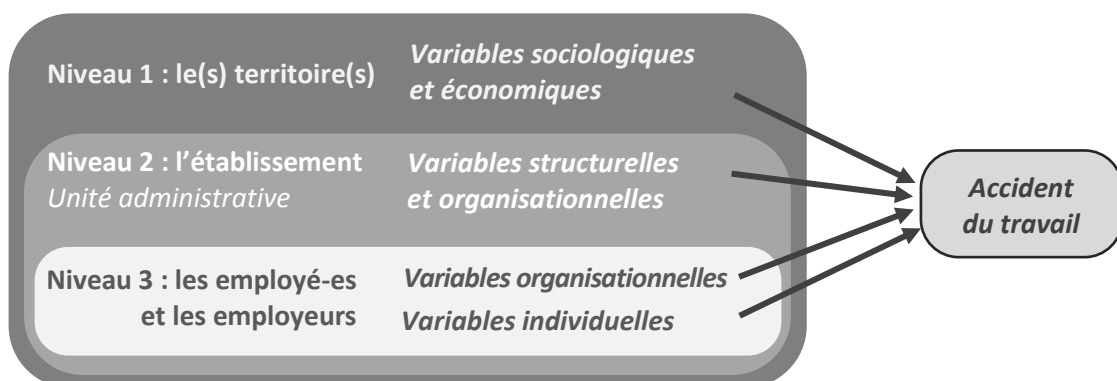 Niveau 1 : le(s) territoire(s)
Variables sociologiques
et économiques
Niveau 2 : l’établissement
Unité administrative
Variables structurelles
et organisationnelles
Niveau 3 : les employé-es
et les employeurs
Variables organisationnelles
Variables individuelles
Accident
du travail